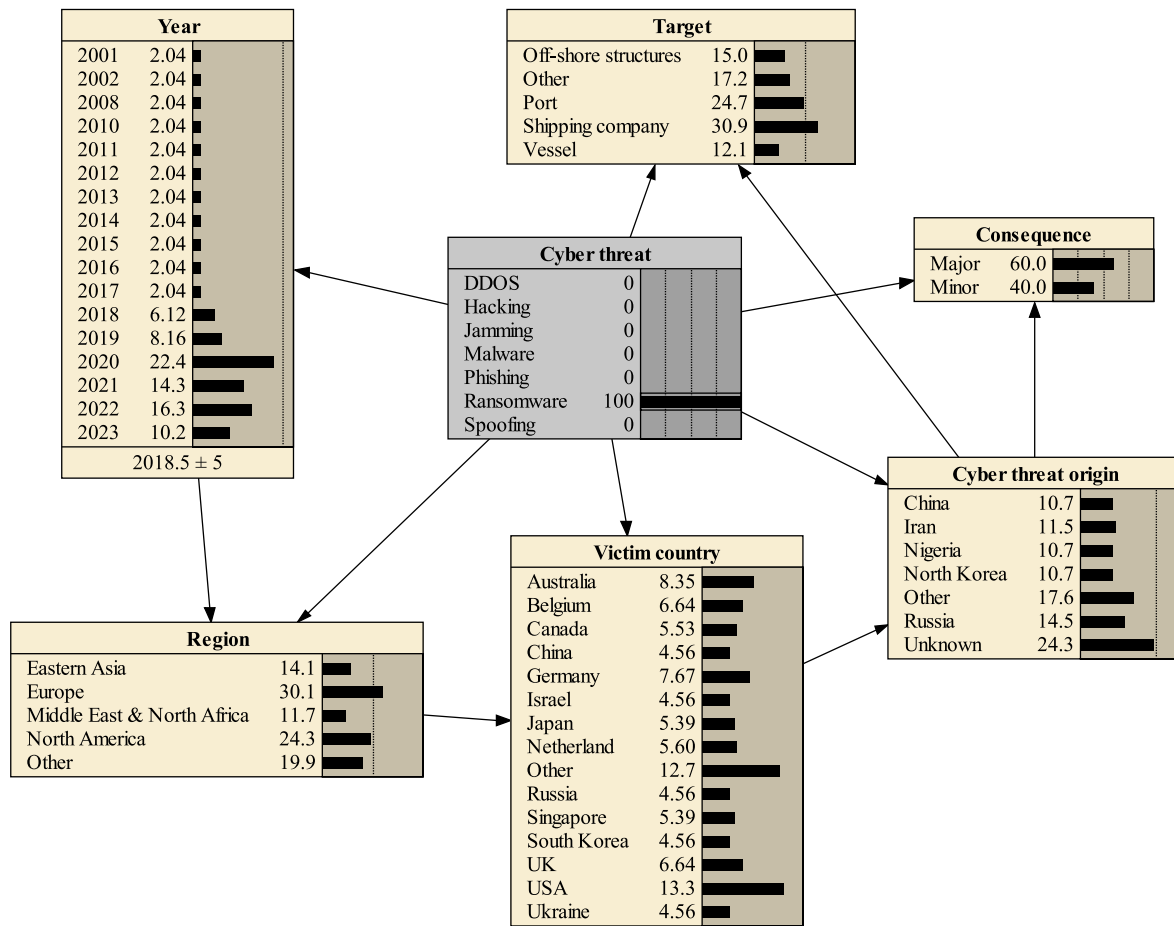 Year
2001 2.04
2002 2.04
2008 2.04
2010 2.04
2011 2.04
2012 2.04
2013 2.04
2014 2.04
2015 2.04
2016 2.04
2017 2.04
2018 6.12
2019 8.16
2020 22.4
2021 14.3
2022 16.3
2023 10.2
2018.5 ± 5
Target
Off-shore structures 15.0
Other 17.2
Port 24.7
Shipping company 30.9
Vessel 12.1
Cyber threat
DDOS 0
Hacking 0
Jamming 0
Malware 0
Phishing 0
Ransomware 100
Spoofing 0
Consequence
Major 60.0
Minor 40.0
Cyber threat origin
China 10.7
Iran 11.5
Nigeria 10.7
North Korea 10.7
Other 17.6
Russia 14.5
Unknown 24.3
Region
Eastern Asia 14.1
Europe 30.1
Middle East & North Africa 11.7
North America 24.3
Other 19.9
Victim country
Australia 8.35
Belgium 6.64
Canada 5.53
China 4.56
Germany 7.67
Israel 4.56
Japan 5.39
Netherland 5.60
Other 12.7
Russia 4.56
Singapore 5.39
South Korea 4.56
UK 6.64
USA 13.3
Ukraine 4.56